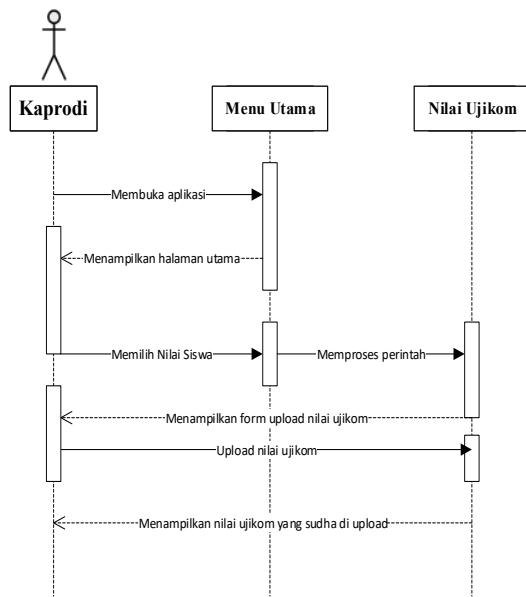 Kaprodi
Menu Utama
Nilai Ujikom
Membuka aplikasi
Menampilkan halaman utama
Memilih Nilai Siswa
Memproses perintah
Menampilkan form upload nilai ujikom
Upload nilai ujikom
Menampilkan nilai ujikom yang sudha di upload